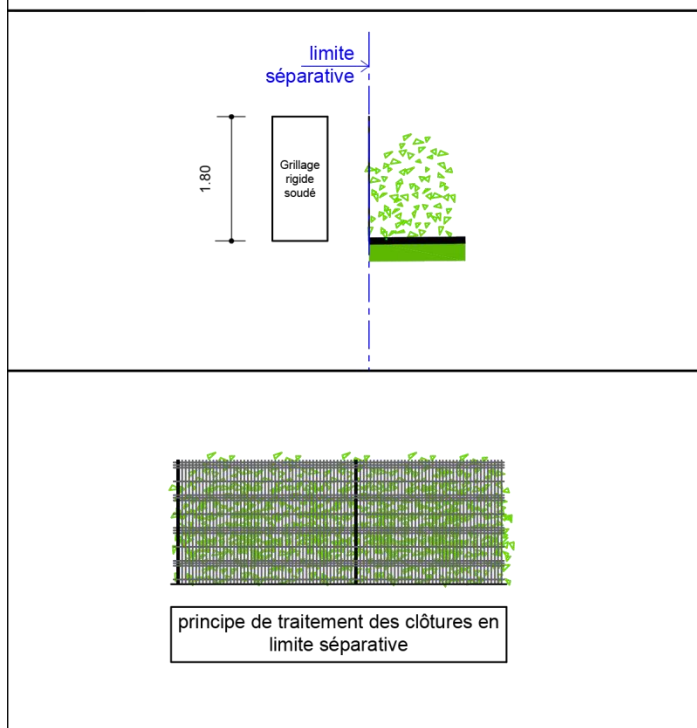 limite
séparative
1.80
Grillage
rigide
soudé
principe de traitement des clôtures en
limite séparative